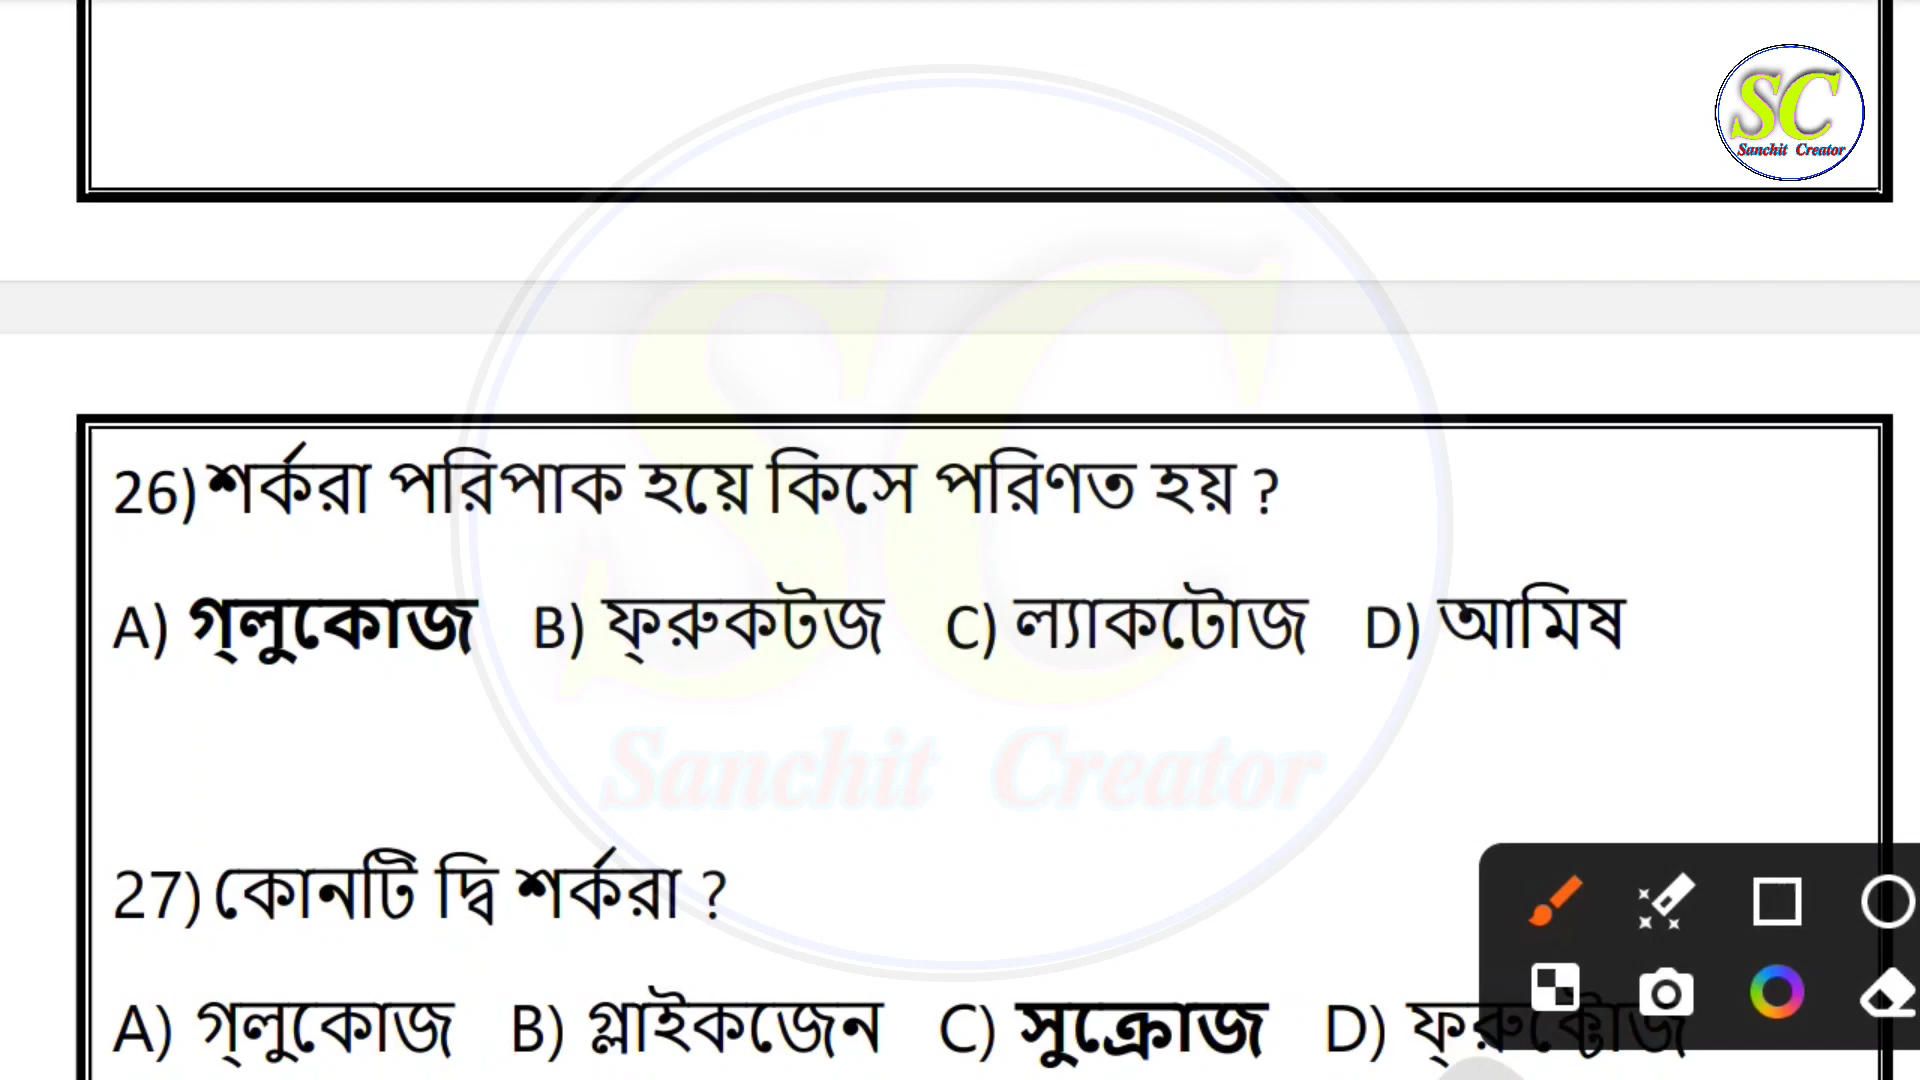 SC
Sanchit Creator
SC
26) শর্করা পরিপাক হয়ে কিসে পরিণত হয় ?
A) গ্‌লুকোজ B) ফ্‌রুকটজ C) ল্যাকটোজ D) আমিষ
Sanchit Creator
27) কোনটি দ্বি শর্করা ?
A) গ্‌লুকোজ B) গ্লাইকজেন C) সুক্রোজ D) ফ্‌রুক্টোজ